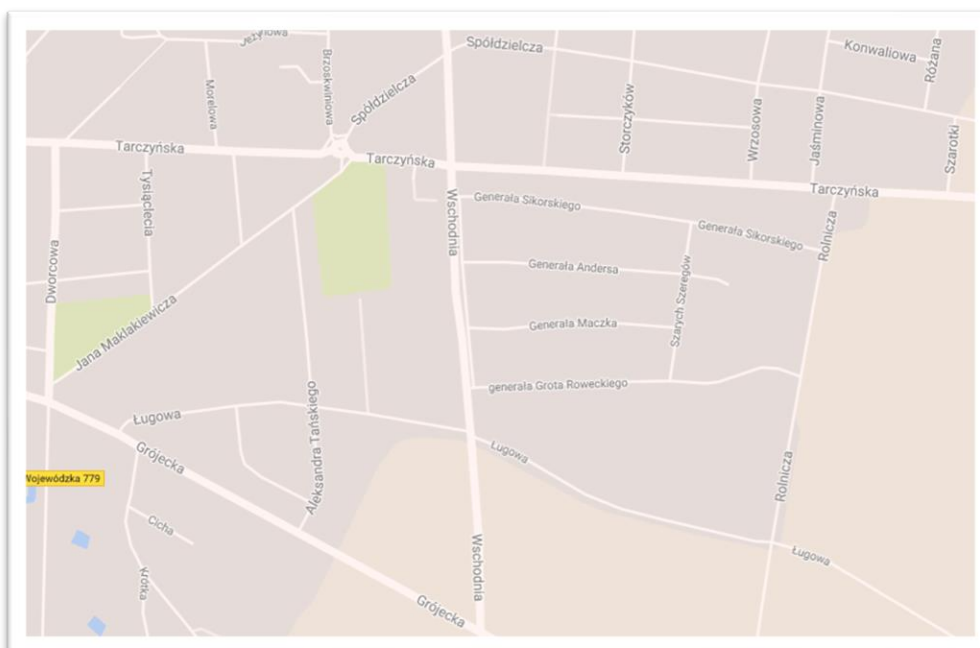 Jeżynowa
Spółdzielcza
Konwaliowa
Różana
Brzoskwiniowa
Morelowa
Spółdzielcza
Storczyków
Wrzosowa
Jaśminowa
Szarotki
Tarczyńska
Tarczyńska
Tarczyńska
Tysiąclecia
Wschodnia
Generała Sikorskiego
Generała Sikorskiego
Rolnicza
Dworcowa
Generała Andersa
Szarych Szeregów
Jana Maklakiewicza
Generała Maczka
generała Grota Roweckiego
Ługowa
Aleksandra Tańskiego
Grójecka
Ługowa
Rolnicza
Wojewódzka 779
Cicha
Ługowa
Wschodnia
Krótka
Grójecka